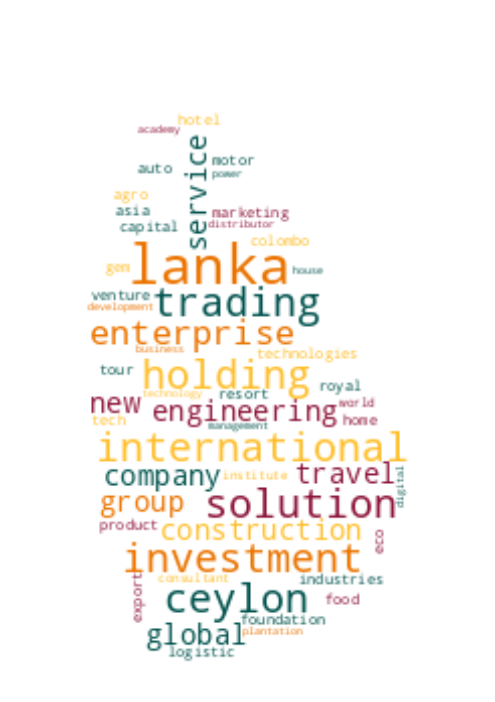 hotel
academy
service
motor
auto
power
agro
asia
marketing
capital
distributor
colombo
lanka
gem
house
venture
trading
development
enterprise
business
technologies
tour
holding
royal
technology
resort
new
engineering
world
tech
management
home
international
company
institute
travel
digital
group
solution
product
construction
eco
investment
consultant
industries
export
ceylon
food
foundation
global
plantation
logistic